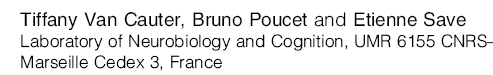 Tiffany Van Cauter, Bruno Poucet and Etienne Save
Laboratory of Neurobiology and Cognition, UMR 6155 CNRS–
Marseille Cedex 3, France